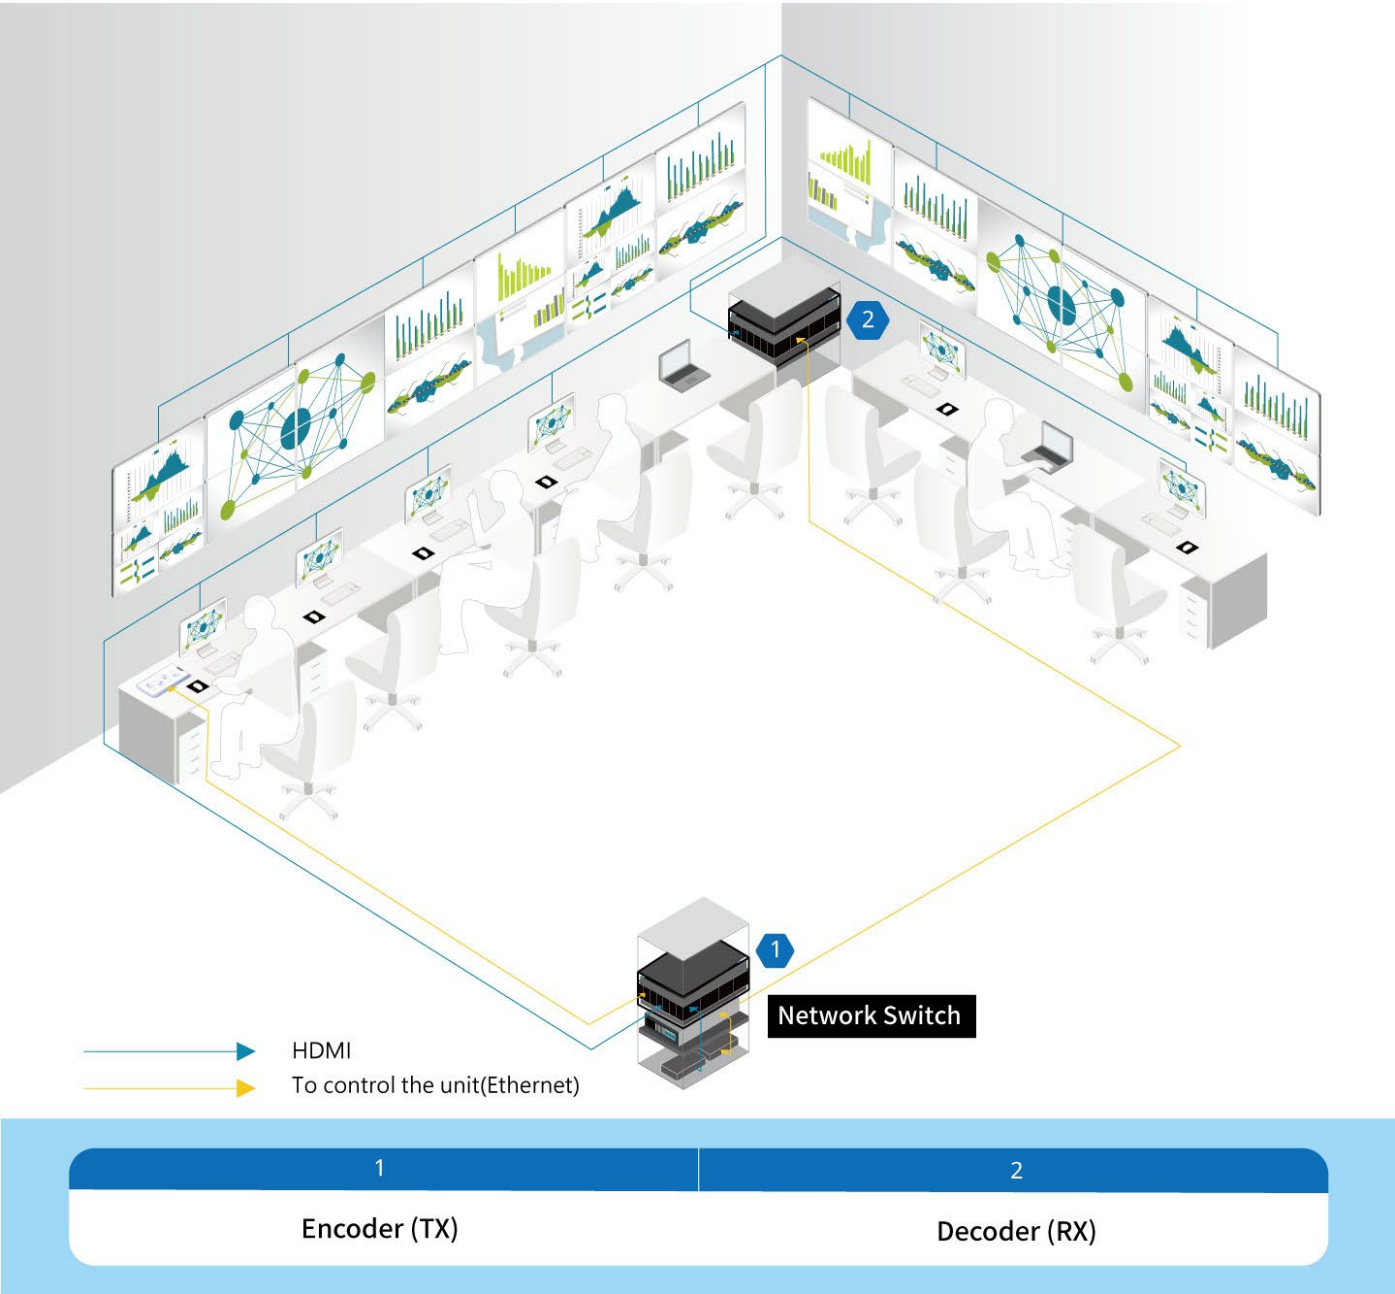 2
1
Network Switch
HDMI
To control the unit(Ethernet)
1
2
Encoder (TX)
Decoder (RX)